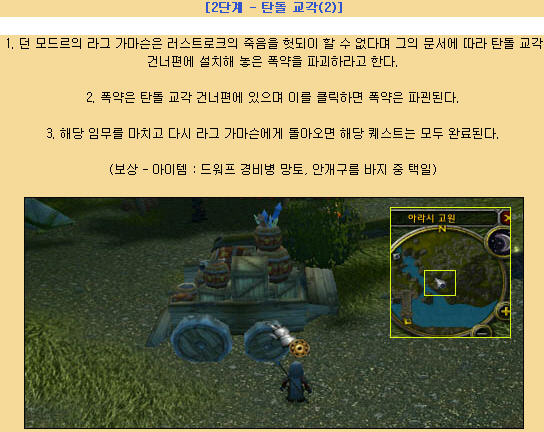 [2단계 - 탄돌 교각(2)]
1. 던 모드르의 라그 가마슨은 러스트로크의 죽음을 헛되이 할 수 없다며 그의 문서에 따라 탄돌 교각
건너편에 설치해 놓은 폭약을 파괴하라고 한다.
2. 폭약은 탄돌 교각 건너편에 있으며 이를 클릭하면 폭약은 파괸된다.
3. 해당 임무를 마치고 다시 라그 가마슨에게 돌아오면 해당 퀘스트는 모두 완료된다.
(보상 - 아이템 : 드워프 경비병 망토, 안개구름 바지 중 택일)
아라시 고원
N